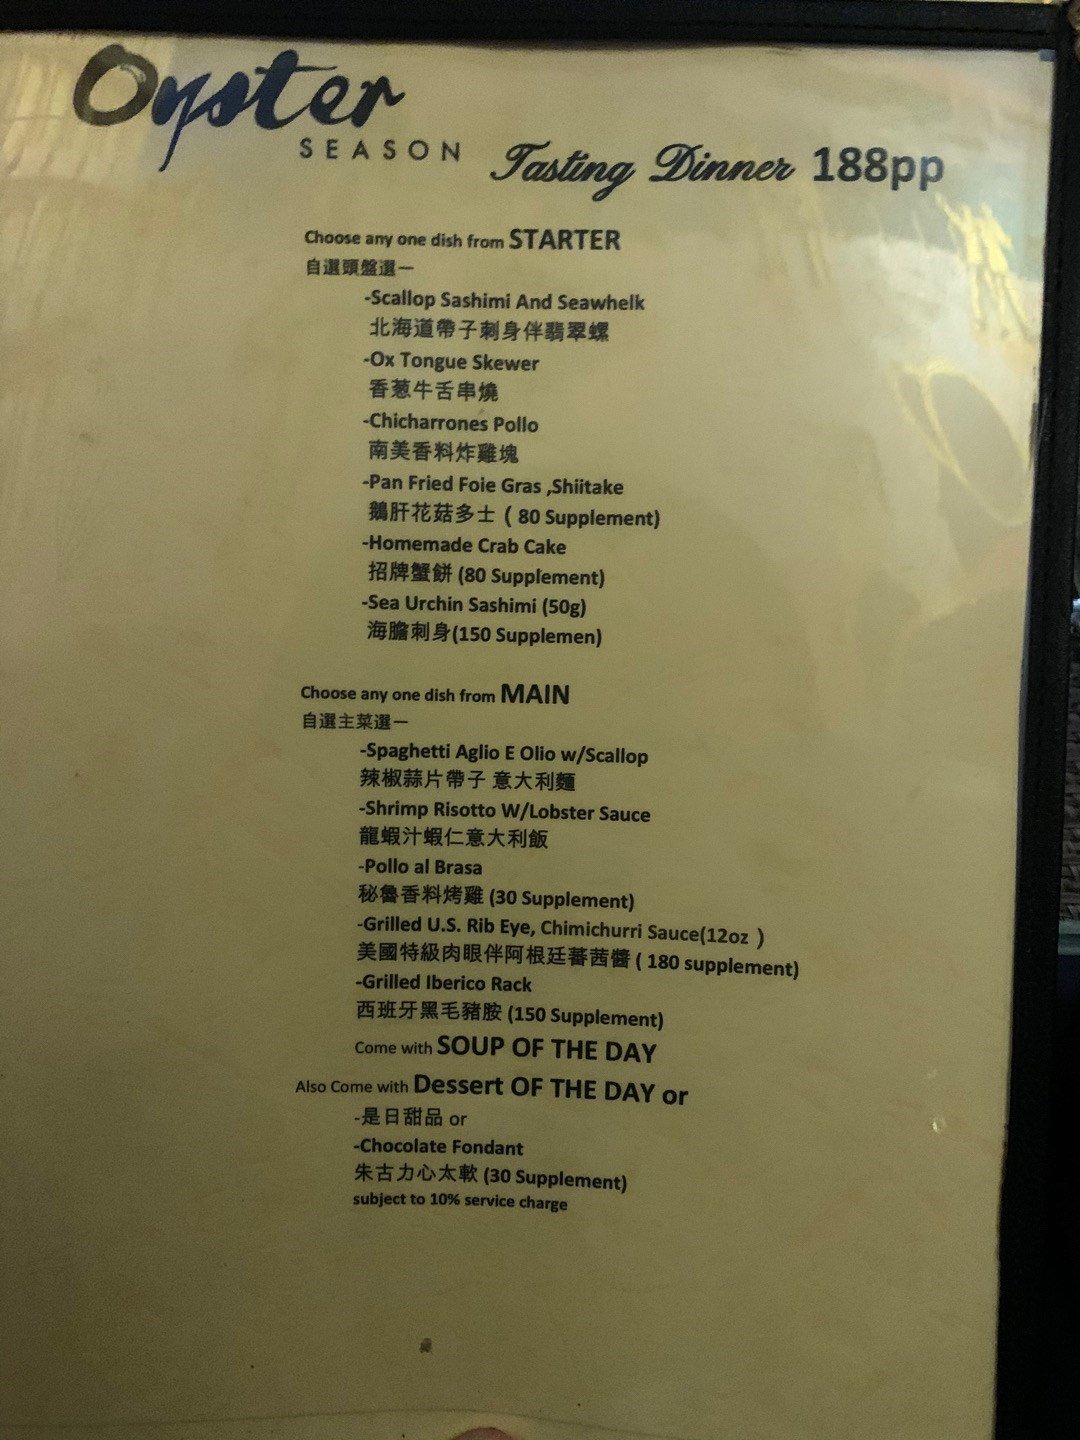 Oyster
SEASON
Tasting Dinner 188pp
Choose any one dish from STARTER
自選頭盤選一
-Scallop Sashimi And Seawhelk
北海道帶子刺身伴翡翠螺
-Ox Tongue Skewer
香葱牛舌串燒
-Chicharrones Pollo
南美香料炸雞塊
-Pan Fried Foie Gras ,Shiitake
鵝肝花菇多士 ( 80 Supplement)
-Homemade Crab Cake
招牌蟹餅 (80 Supplement)
-Sea Urchin Sashimi (50g)
海膽刺身(150 Supplemen)
Choose any one dish from MAIN
自選主菜選一
-Spaghetti Aglio E Olio w/Scallop
辣椒蒜片帶子 意大利麵
-Shrimp Risotto W/Lobster Sauce
龍蝦汁蝦仁意大利飯
-Pollo al Brasa
秘魯香料烤雞 (30 Supplement)
-Grilled U.S. Rib Eye, Chimichurri Sauce(12oz )
美國特級肉眼伴阿根廷蕃茜醬 ( 180 supplement)
-Grilled Iberico Rack
西班牙黑毛豬胺 (150 Supplement)
Come with SOUP OF THE DAY
Also Come with Dessert OF THE DAY or
-是日甜品 or
-Chocolate Fondant
朱古力心太軟 (30 Supplement)
subject to 10% service charge